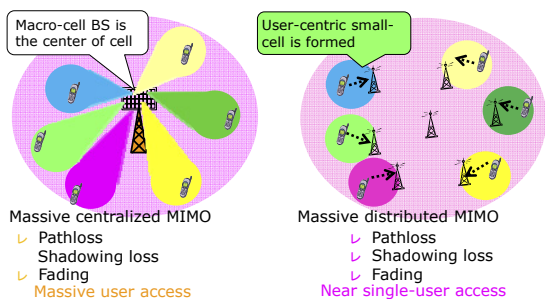 Macro-cell BS is
the center of cell
User-centric small-
cell is formed
Massive centralized MIMO
Pathloss
Shadowing loss
Fading
Massive user access
Massive distributed MIMO
Pathloss
Shadowing loss
Fading
Near single-user access